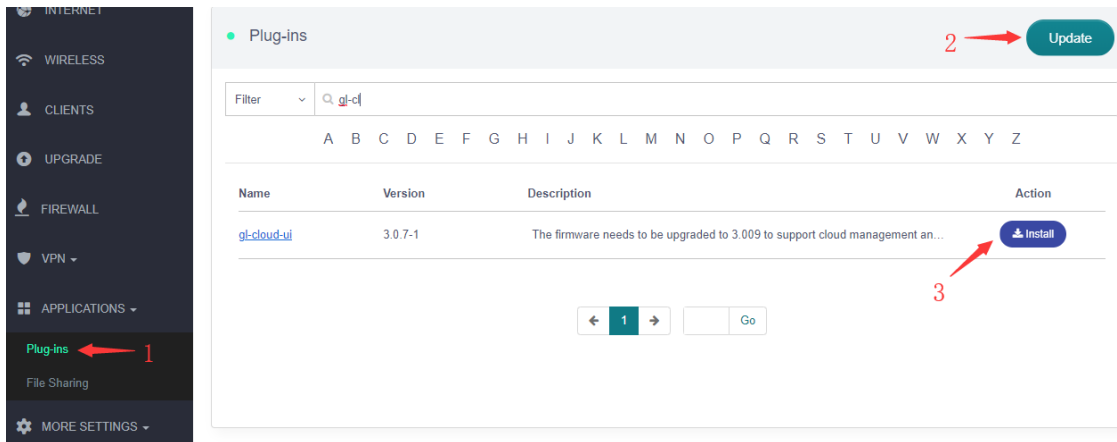 INTERNET
WIRELESS
CLIENTS
UPGRADE
FIREWALL
VPN
APPLICATIONS
Plug-ins
1
File Sharing
MORE SETTINGS
Plug-ins
2
Update
Filter
gl-cl
A B C D E F G H I J K L M N O P Q R S T U V W X Y Z
Name Version Description Action
gl-cloud-ui 3.0.7-1 The firmware needs to be upgraded to 3.009 to support cloud management an... Install
3
1 Go